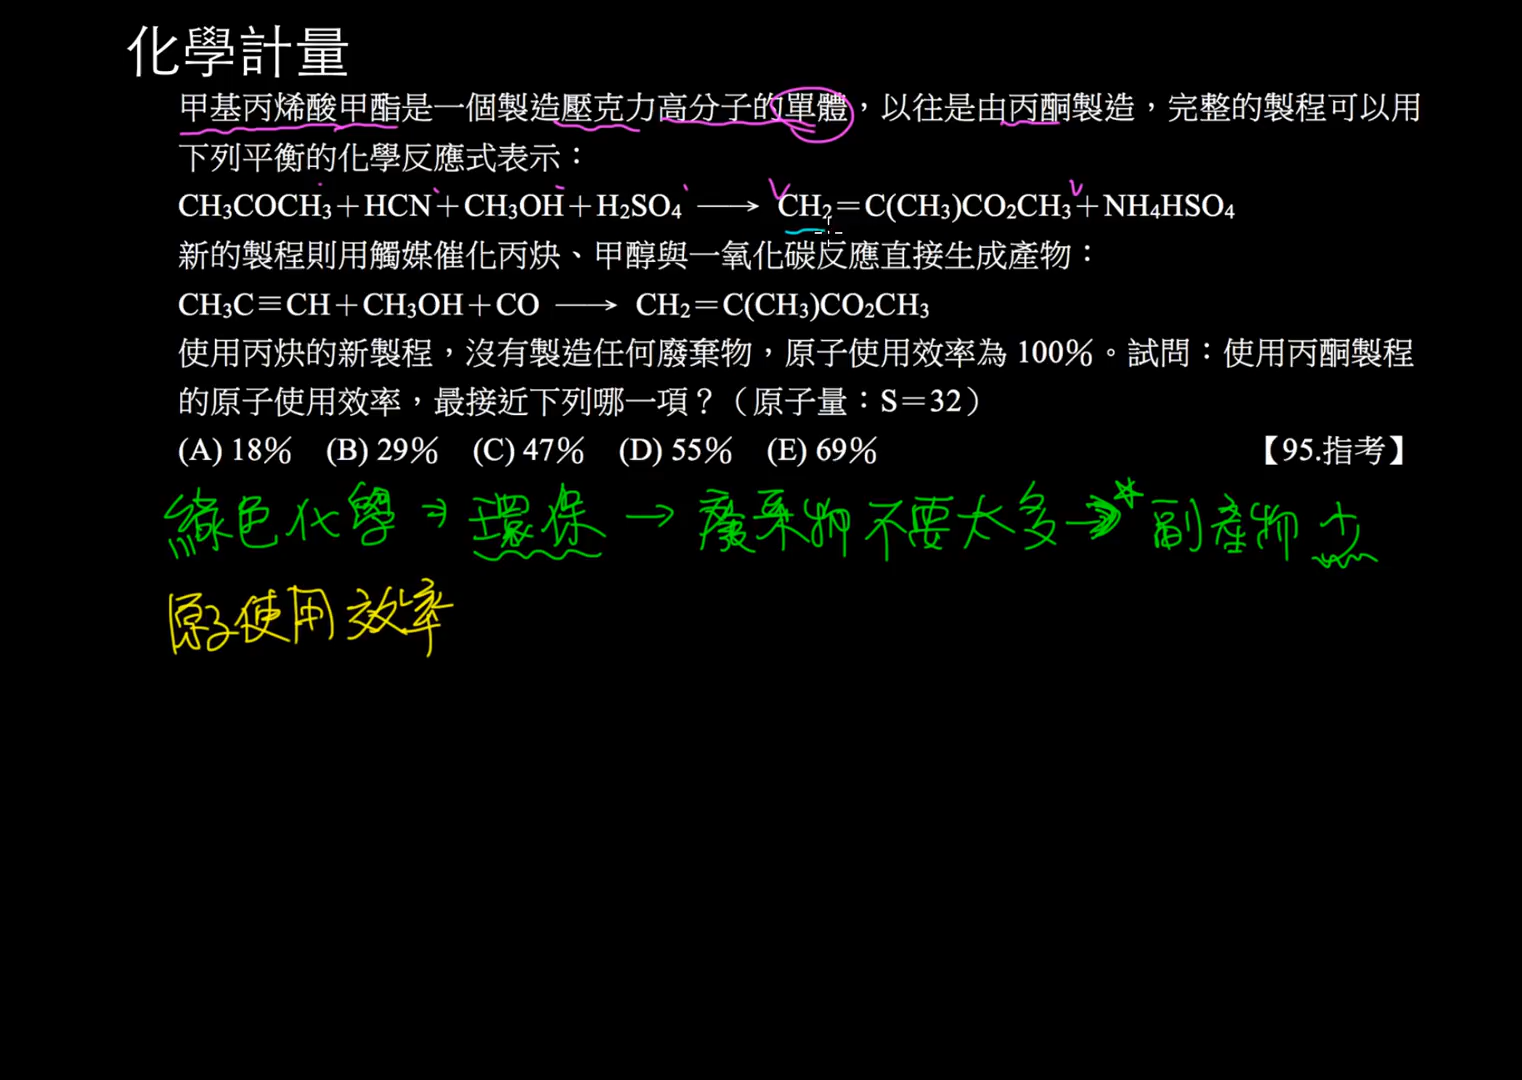 化學計量
甲基丙烯酸甲酯是一個製造壓克力高分子的單體，以往是由丙酮製造，完整的製程可以用
下列平衡的化學反應式表示：
CH₃COCH₃＋HCN＋CH₃OH＋H₂SO₄ ⟶ CH₂＝C(CH₃)CO₂CH₃＋NH₄HSO₄
新的製程則用觸媒催化丙炔、甲醇與一氧化碳反應直接生成產物：
CH₃C≡CH＋CH₃OH＋CO ⟶ CH₂＝C(CH₃)CO₂CH₃
使用丙炔的新製程，沒有製造任何廢棄物，原子使用效率為 100％。試問：使用丙酮製程
的原子使用效率，最接近下列哪一項？（原子量：S＝32）
(A) 18％ (B) 29％ (C) 47％ (D) 55％ (E) 69％ 【95.指考】
綠色化學 ⇒ 環保 → 廢棄物不要太多 → * 副產物少
原子使用效率